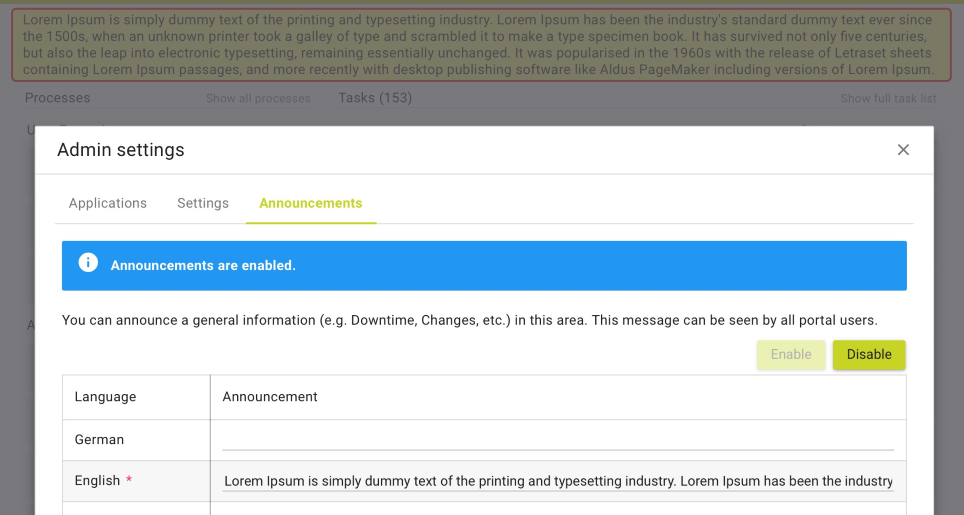 Lorem Ipsum is simply dummy text of the printing and typesetting industry. Lorem Ipsum has been the industry's standard dummy text ever since
the 1500s, when an unknown printer took a galley of type and scrambled it to make a type specimen book. It has survived not only five centuries,
but also the leap into electronic typesetting, remaining essentially unchanged. It was popularised in the 1960s with the release of Letraset sheets
containing Lorem Ipsum passages, and more recently with desktop publishing software like Aldus PageMaker including versions of Lorem Ipsum.
Processes Show all processes Tasks (153) Show full task list
Admin settings
Applications Settings Announcements
Announcements are enabled.
You can announce a general information (e.g. Downtime, Changes, etc.) in this area. This message can be seen by all portal users.
Enable Disable
Language Announcement
German
English * Lorem Ipsum is simply dummy text of the printing and typesetting industry. Lorem Ipsum has been the industry